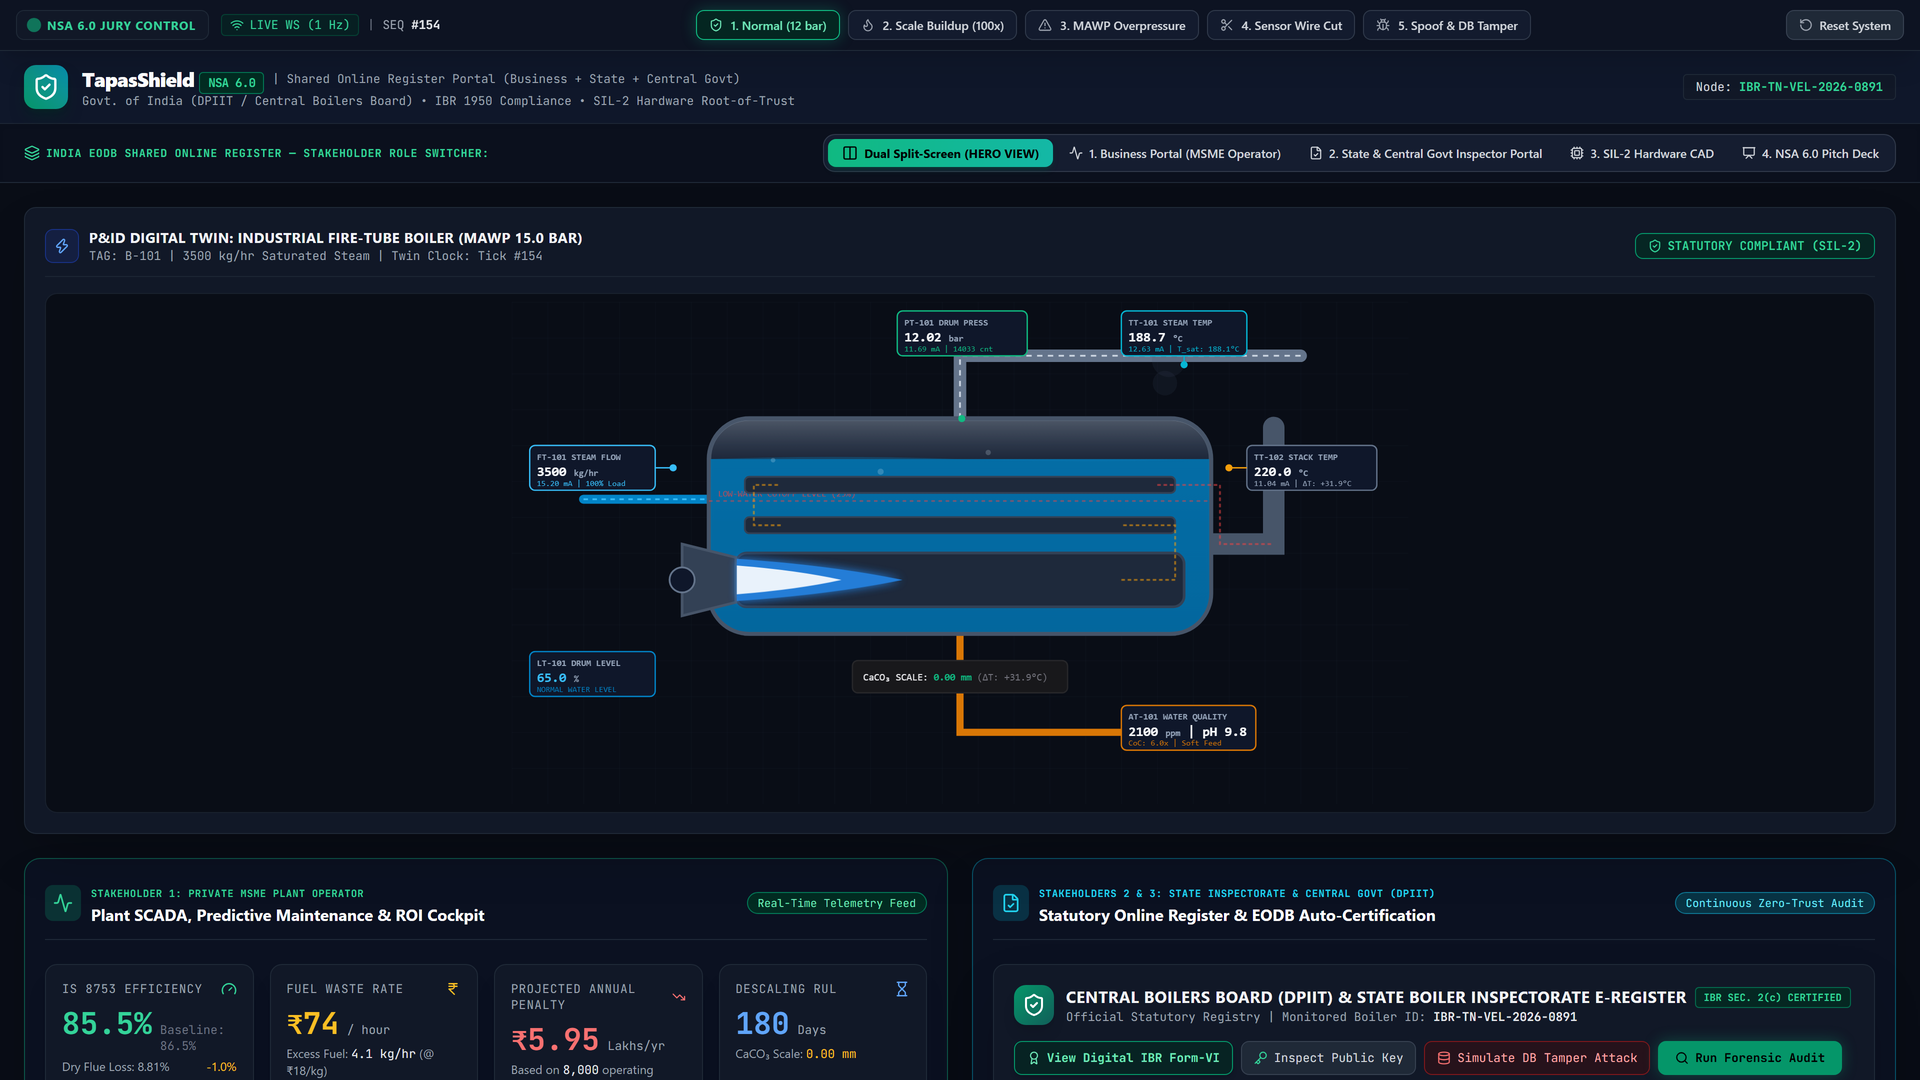 NSA 6.0 JURY CONTROL
LIVE WS (1 Hz)
| SEQ #154
1. Normal (12 bar)
2. Scale Buildup (100x)
3. MAWP Overpressure
4. Sensor Wire Cut
5. Spoof & DB Tamper
Reset System
TapasShield NSA 6.0 | Shared Online Register Portal (Business + State + Central Govt)
Govt. of India (DPIIT / Central Boilers Board) • IBR 1950 Compliance • SIL-2 Hardware Root-of-Trust
Node: IBR-TN-VEL-2026-0891
INDIA EODB SHARED ONLINE REGISTER — STAKEHOLDER ROLE SWITCHER:
Dual Split-Screen (HERO VIEW)
1. Business Portal (MSME Operator)
2. State & Central Govt Inspector Portal
3. SIL-2 Hardware CAD
4. NSA 6.0 Pitch Deck
P&ID DIGITAL TWIN: INDUSTRIAL FIRE-TUBE BOILER (MAWP 15.0 BAR)
TAG: B-101 | 3500 kg/hr Saturated Steam | Twin Clock: Tick #154
STATUTORY COMPLIANT (SIL-2)
PT-101 DRUM PRESS
12.02 bar
11.69 mA | 14033 cnt
TT-101 STEAM TEMP
188.7 °C
12.63 mA | T_sat: 188.1°C
FT-101 STEAM FLOW
3500 kg/hr
15.20 mA | 100% Load
TT-102 STACK TEMP
220.0 °C
11.04 mA | ΔT: +31.9°C
LT-101 DRUM LEVEL
65.0 %
NORMAL WATER LEVEL
CaCO₃ SCALE: 0.00 mm (ΔT: +31.9°C)
AT-101 WATER QUALITY
2100 ppm | pH 9.8
CoC: 6.0x | Soft Feed
STAKEHOLDER 1: PRIVATE MSME PLANT OPERATOR
Plant SCADA, Predictive Maintenance & ROI Cockpit
Real-Time Telemetry Feed
IS 8753 EFFICIENCY
85.5% Baseline:
86.5%
Dry Flue Loss: 8.81% -1.0%
FUEL WASTE RATE
₹
₹74 / hour
Excess Fuel: 4.1 kg/hr (@
₹18/kg)
PROJECTED ANNUAL
PENALTY
₹5.95 Lakhs/yr
Based on 8,000 operating
DESCALING RUL
180 Days
CaCO₃ Scale: 0.00 mm
STAKEHOLDERS 2 & 3: STATE INSPECTORATE & CENTRAL GOVT (DPIIT)
Statutory Online Register & EODB Auto-Certification
Continuous Zero-Trust Audit
CENTRAL BOILERS BOARD (DPIIT) & STATE BOILER INSPECTORATE E-REGISTER
IBR SEC. 2(c) CERTIFIED
Official Statutory Registry | Monitored Boiler ID: IBR-TN-VEL-2026-0891
View Digital IBR Form-VI
Inspect Public Key
Simulate DB Tamper Attack
Run Forensic Audit